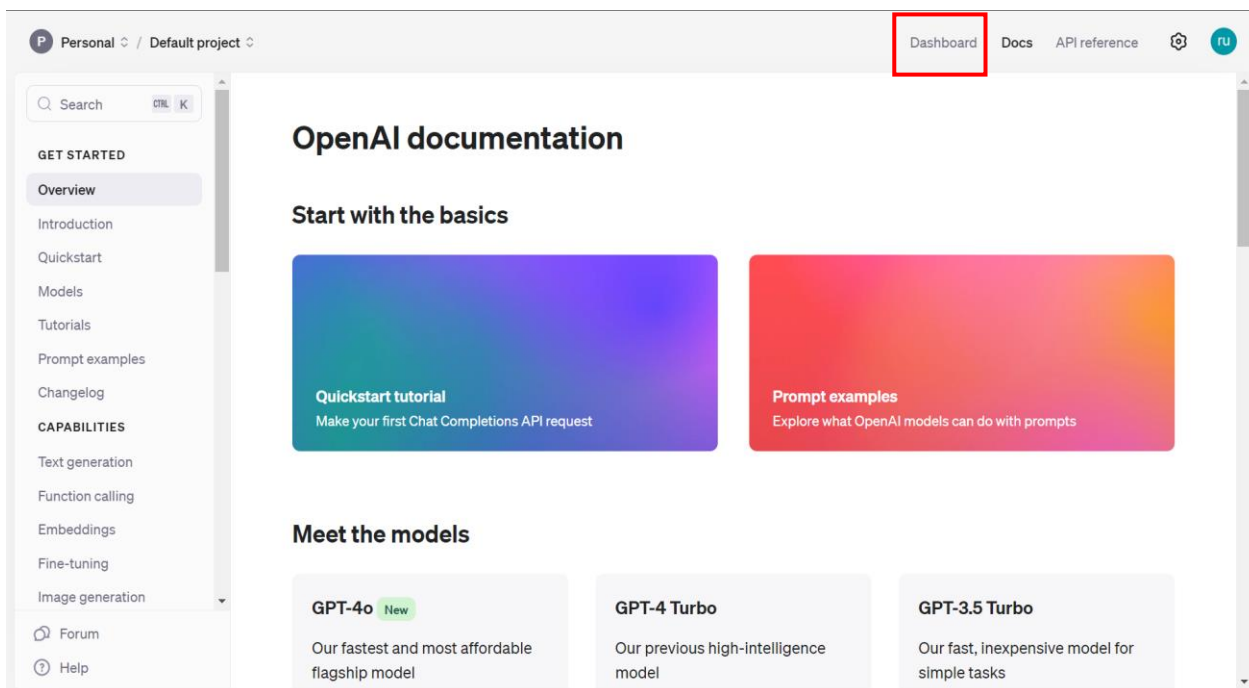 P Personal / Default project
Dashboard Docs API reference ru
Search CTRL K
GET STARTED
Overview
Introduction
Quickstart
Models
Tutorials
Prompt examples
Changelog
CAPABILITIES
Text generation
Function calling
Embeddings
Fine-tuning
Image generation
Forum
Help
OpenAI documentation
Start with the basics
Quickstart tutorial
Make your first Chat Completions API request
Prompt examples
Explore what OpenAI models can do with prompts
Meet the models
GPT-4o New
Our fastest and most affordable
flagship model
GPT-4 Turbo
Our previous high-intelligence
model
GPT-3.5 Turbo
Our fast, inexpensive model for
simple tasks